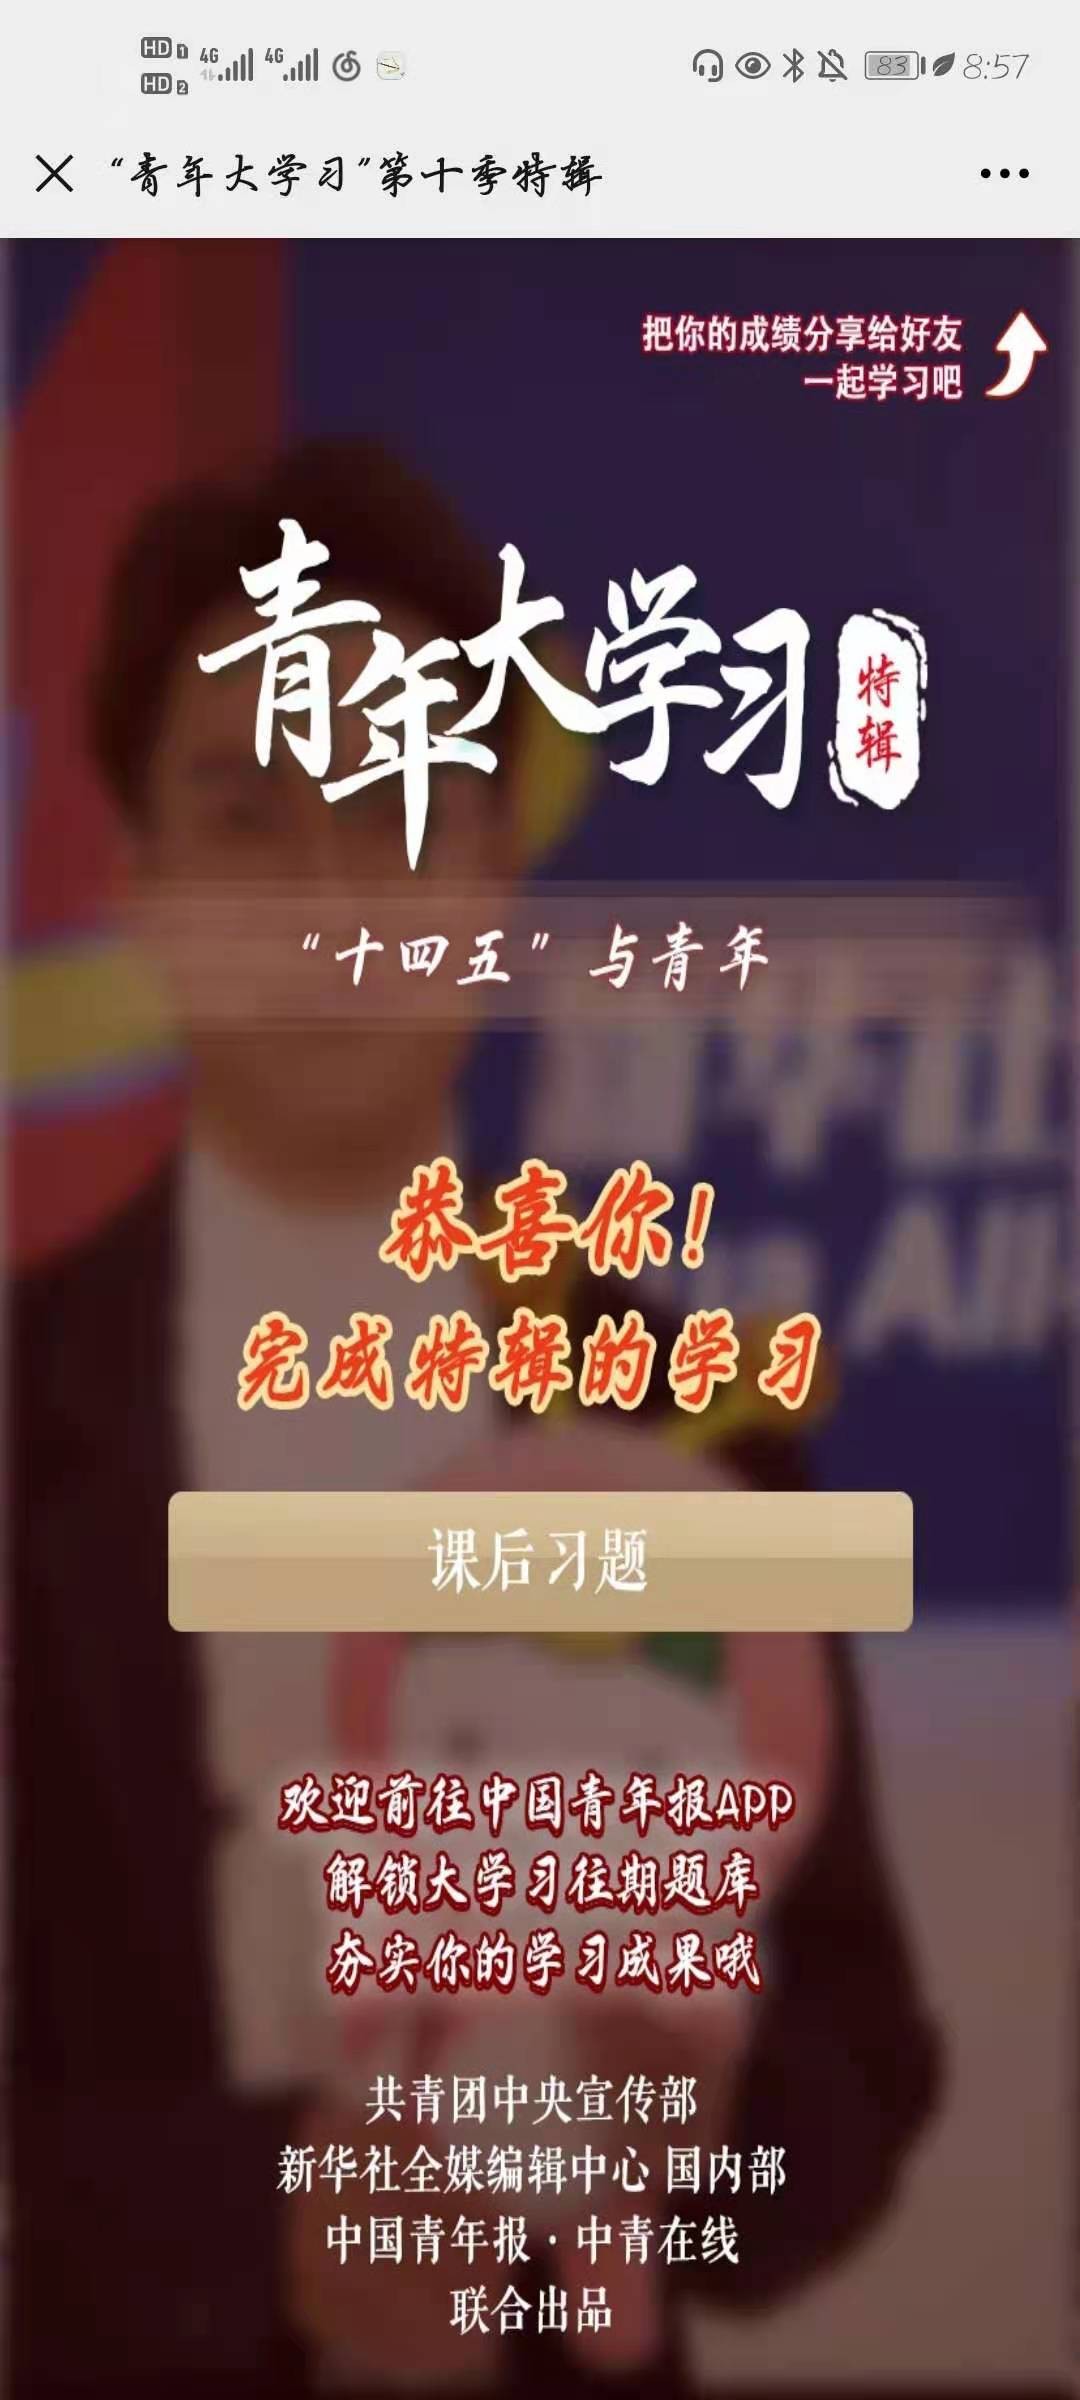 HD 1 4G 4G 83 8:57
HD 2
“青年大学习”第十季特辑
把你的成绩分享给好友
一起学习吧
青年大学习 特辑
“十四五”与青年
恭喜你!
完成特辑的学习
课后习题
欢迎前往中国青年报APP
解锁大学习往期题库
夯实你的学习成果哦
共青团中央宣传部
新华社全媒编辑中心 国内部
中国青年报·中青在线
联合出品